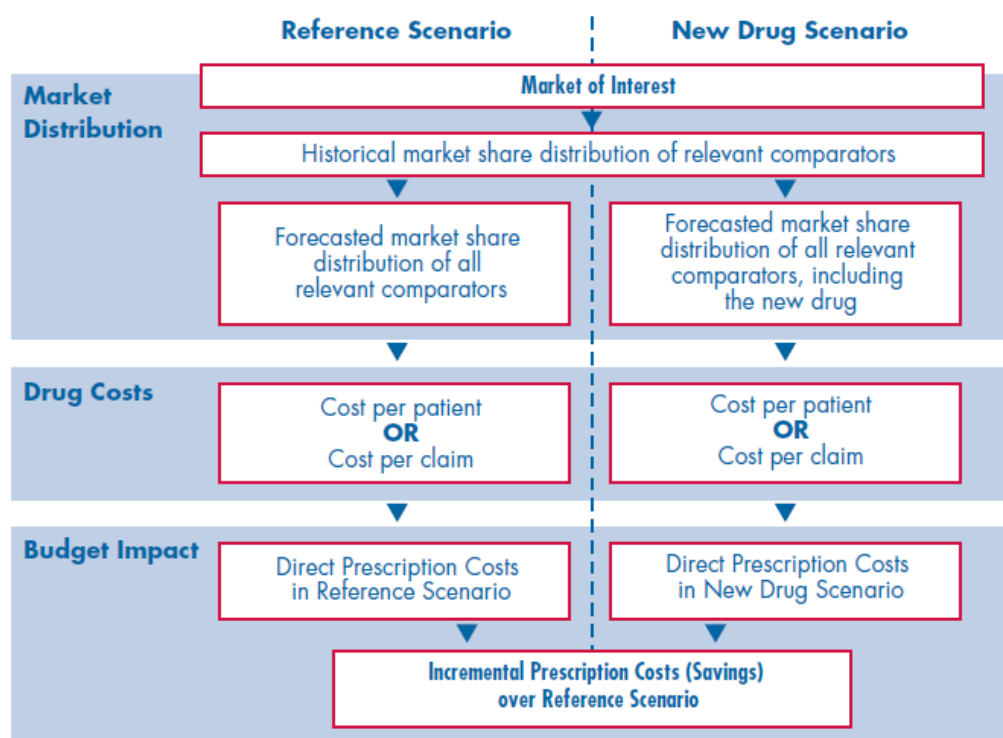 Reference Scenario
New Drug Scenario
Market
Distribution
Market of Interest
Historical market share distribution of relevant comparators
Forecasted market share
distribution of all
relevant comparators
Forecasted market share
distribution of all relevant
comparators, including
the new drug
Drug Costs
Cost per patient
OR
Cost per claim
Cost per patient
OR
Cost per claim
Budget Impact
Direct Prescription Costs
in Reference Scenario
Direct Prescription Costs
in New Drug Scenario
Incremental Prescription Costs (Savings)
over Reference Scenario